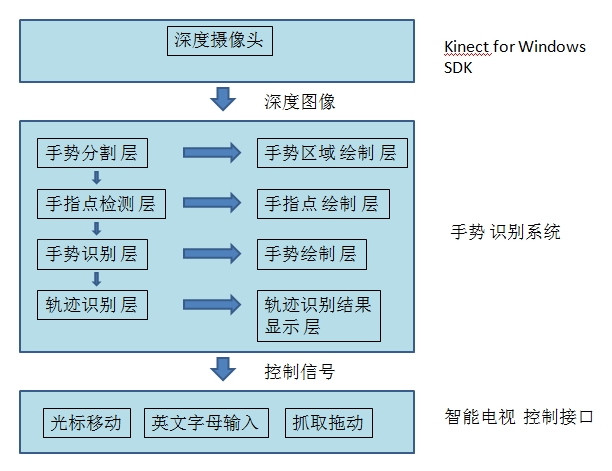 深度摄像头
Kinect for Windows
SDK
深度图像
手势分割层
手势区域绘制层
手指点检测层
手指点绘制层
手势识别层
手势绘制层
轨迹识别层
轨迹识别结果
显示层
手势识别系统
控制信号
光标移动
英文字母输入
抓取拖动
智能电视 控制接口